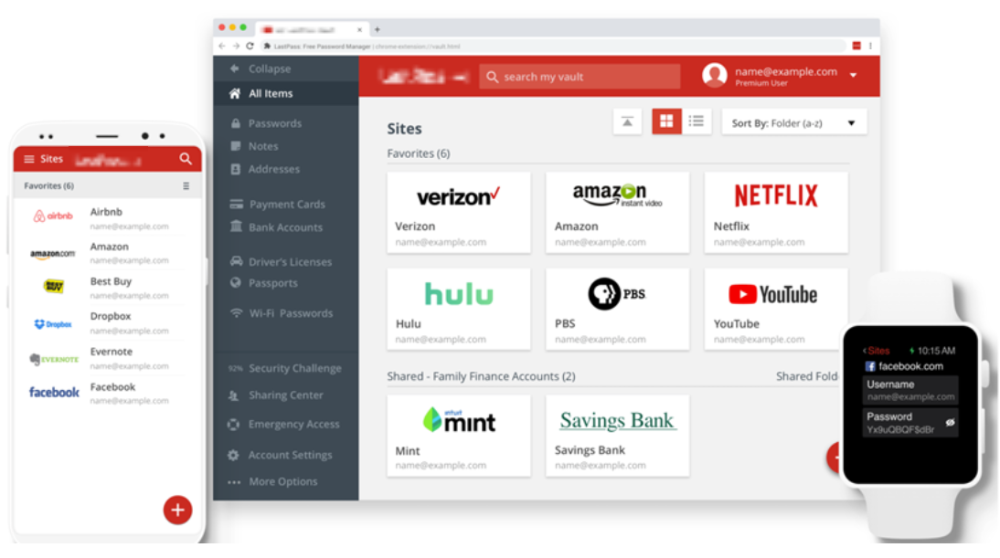 LastPass: Free Password Manager | chrome-extension://vault.html
Collapse
All Items
Passwords
Notes
Addresses
Payment Cards
Bank Accounts
Driver's Licenses
Passports
Wi-Fi Passwords
92% Security Challenge
Sharing Center
Emergency Access
Account Settings
More Options
search my vault
name@example.com
Premium User
Sites
Sort By: Folder (a-z)
Favorites (6)
verizon
amazon
instant video
NETFLIX
Verizon
Amazon
Netflix
name@example.com
name@example.com
name@example.com
hulu
PBS
YouTube
Hulu
PBS
YouTube
name@example.com
name@example.com
name@example.com
Shared - Family Finance Accounts (2)
Shared Fold
intuit
mint
Savings Bank
Mint
Savings Bank
name@example.com
name@example.com
Sites
Favorites (6)
airbnb
Airbnb
name@example.com
amazon.com
Amazon
name@example.com
BEST BUY
Best Buy
name@example.com
Dropbox
Dropbox
name@example.com
EVERNOTE
Evernote
name@example.com
facebook
Facebook
name@example.com
Sites 10:15 AM
facebook.com
Username
name@example.com
Password
Yx9uQBQF$dBr